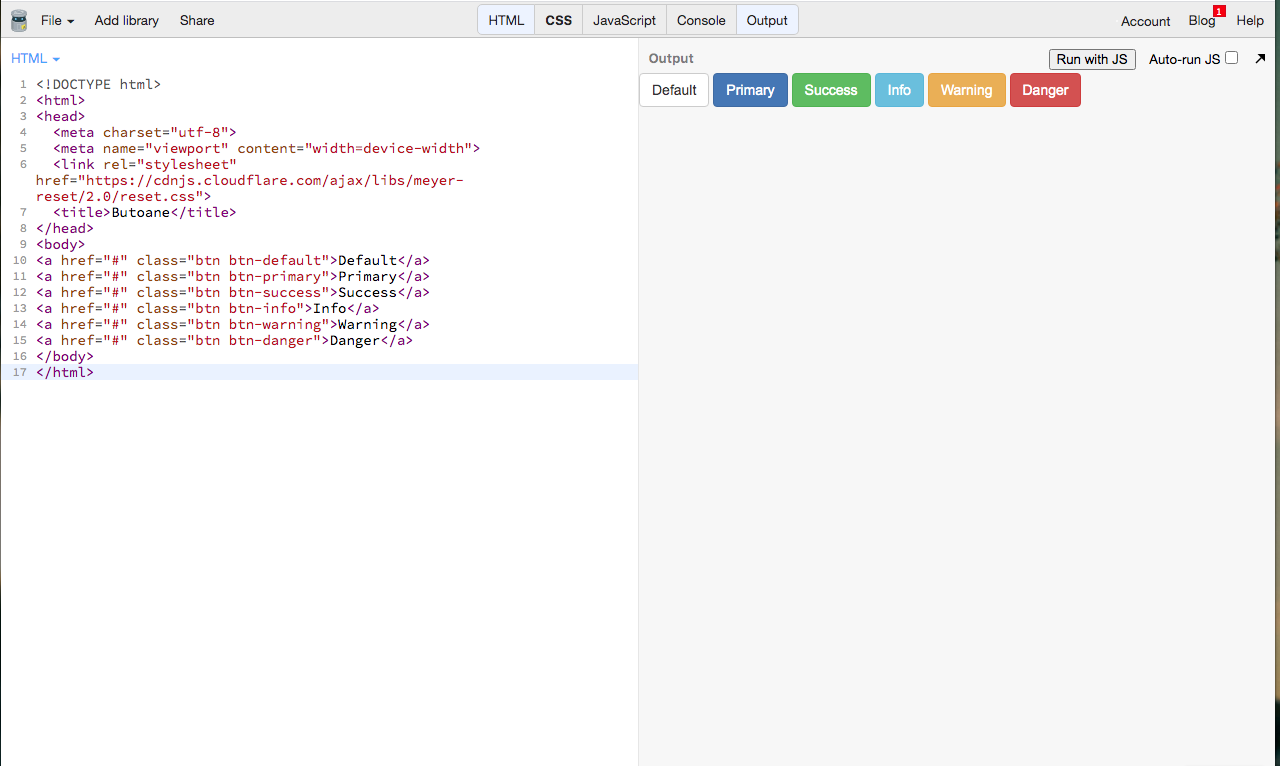 File Add library Share HTML CSS JavaScript Console Output Account Blog 1 Help
HTML
1 <!DOCTYPE html>
2 <html>
3 <head>
4 <meta charset="utf-8">
5 <meta name="viewport" content="width=device-width">
6 <link rel="stylesheet"
href="https://cdnjs.cloudflare.com/ajax/libs/meyer-
reset/2.0/reset.css">
7 <title>Butoane</title>
8 </head>
9 <body>
10 <a href="#" class="btn btn-default">Default</a>
11 <a href="#" class="btn btn-primary">Primary</a>
12 <a href="#" class="btn btn-success">Success</a>
13 <a href="#" class="btn btn-info">Info</a>
14 <a href="#" class="btn btn-warning">Warning</a>
15 <a href="#" class="btn btn-danger">Danger</a>
16 </body>
17 </html>
Output Run with JS Auto-run JS
Default Primary Success Info Warning Danger